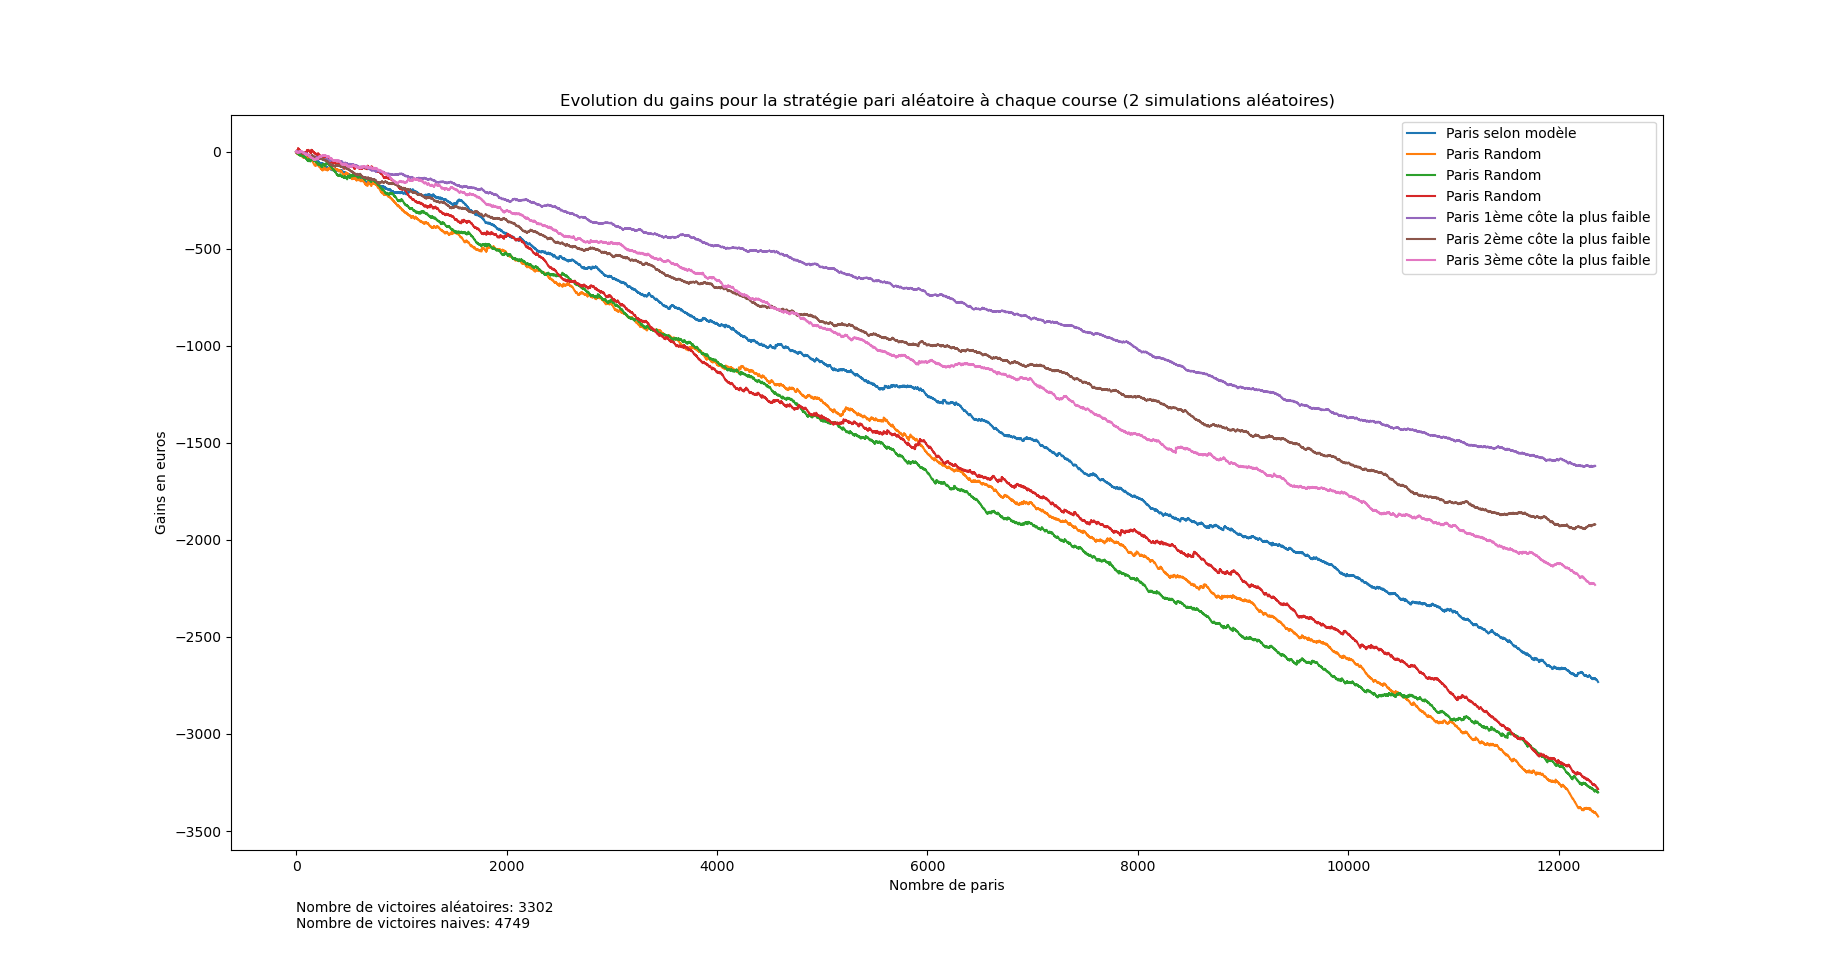 Evolution du gains pour la stratégie pari aléatoire à chaque course (2 simulations aléatoires)
Paris selon modèle
Paris Random
Paris Random
Paris Random
Paris 1ème côte la plus faible
Paris 2ème côte la plus faible
Paris 3ème côte la plus faible
Gains en euros
0
−500
−1000
−1500
−2000
−2500
−3000
−3500
0 2000 4000 6000 8000 10000 12000
Nombre de paris
Nombre de victoires aléatoires: 3302
Nombre de victoires naives: 4749